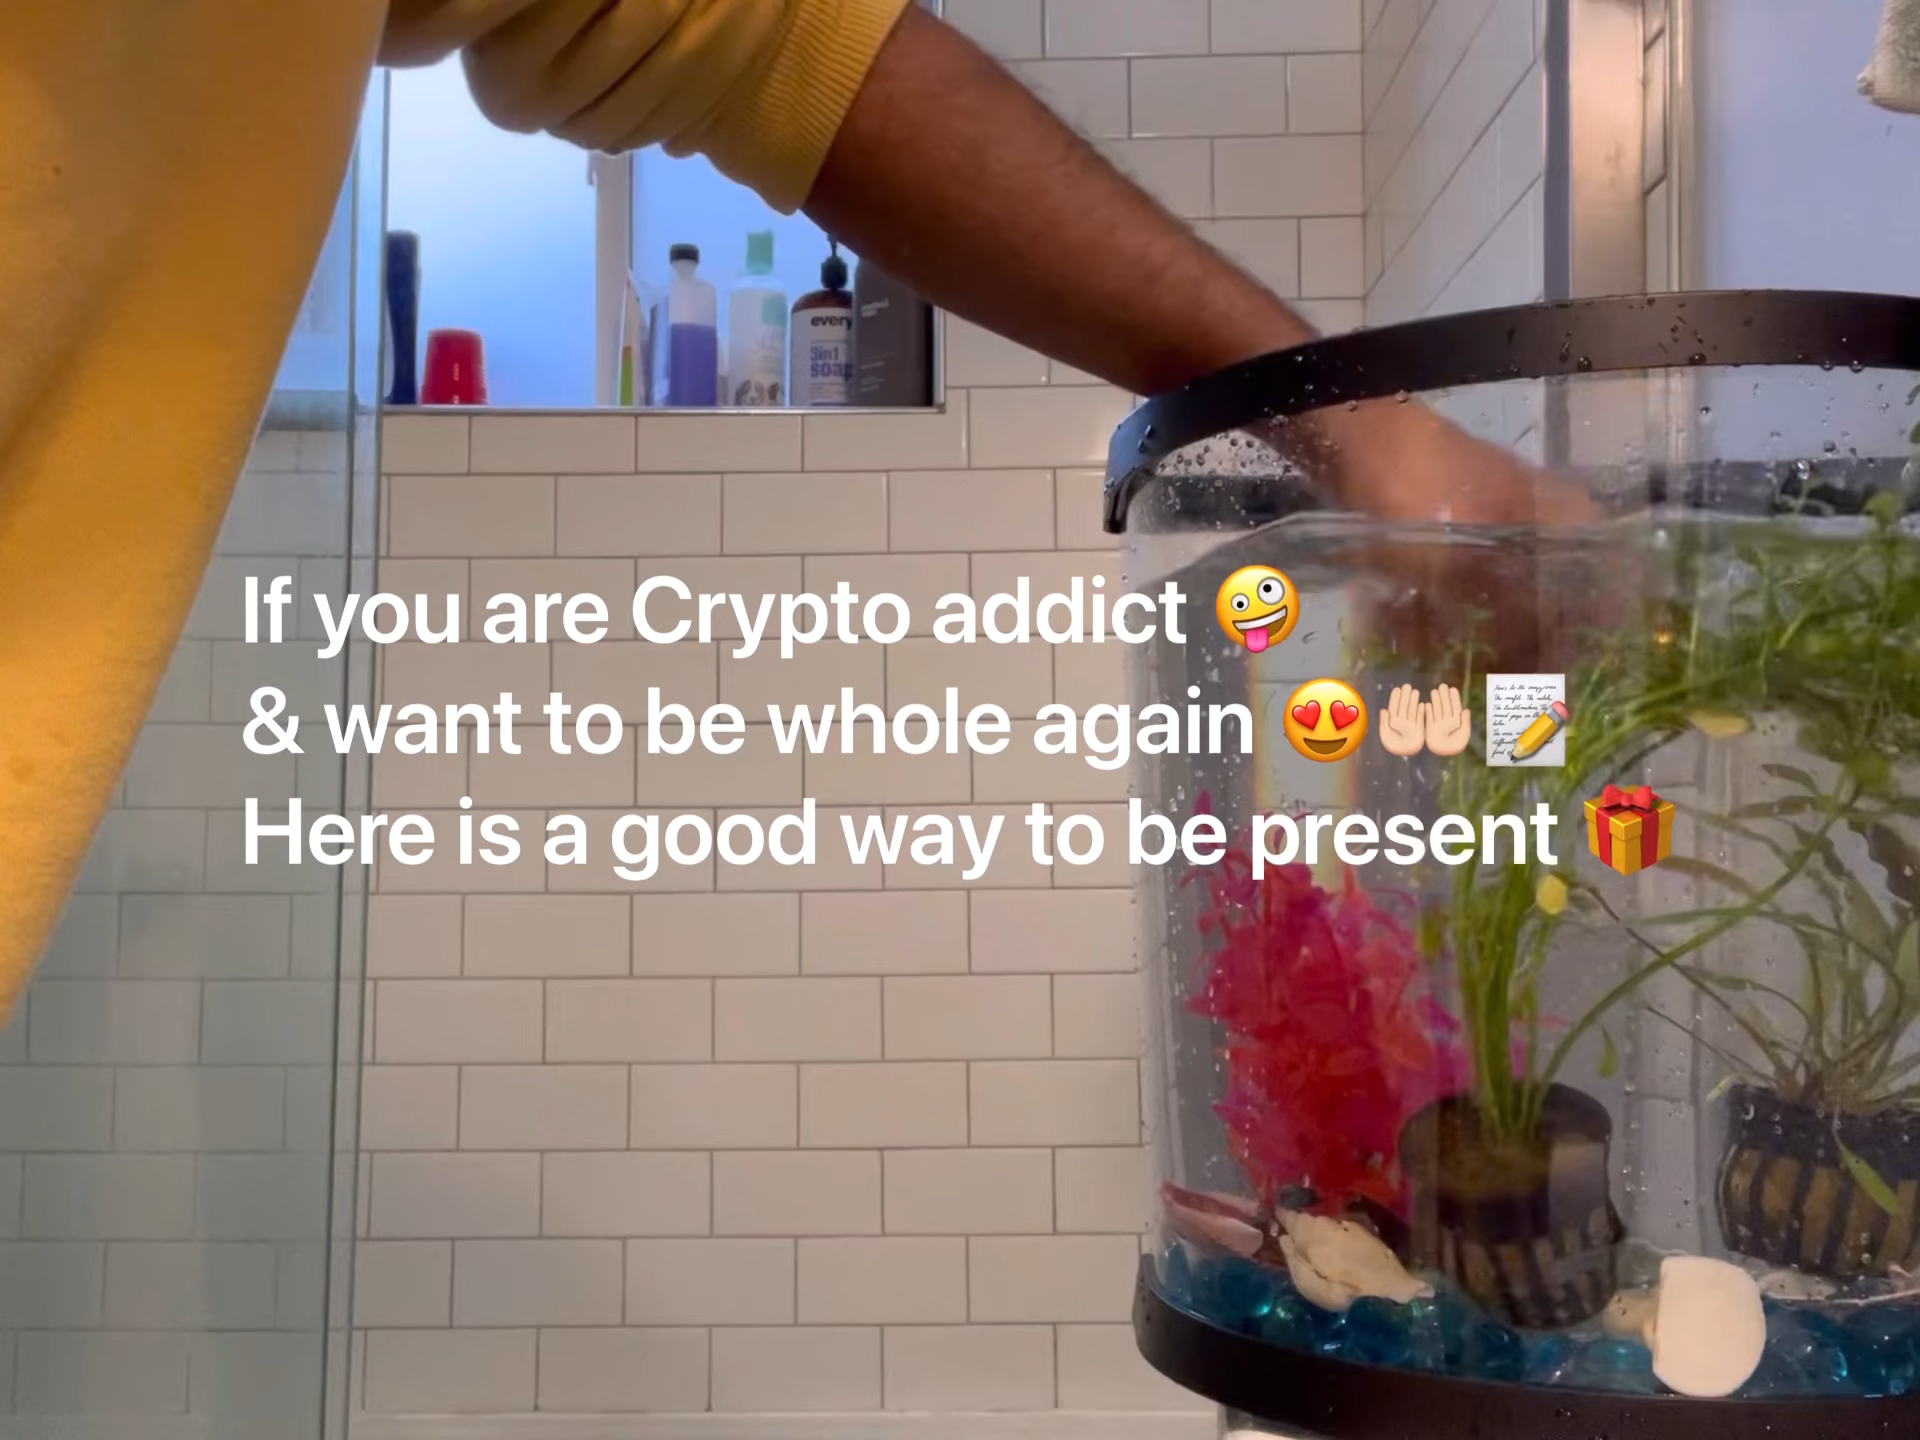 every
3in1
soap
If you are Crypto addict 🤪
& want to be whole again 😍🤲🏻📝
Here is a good way to be present 🎁